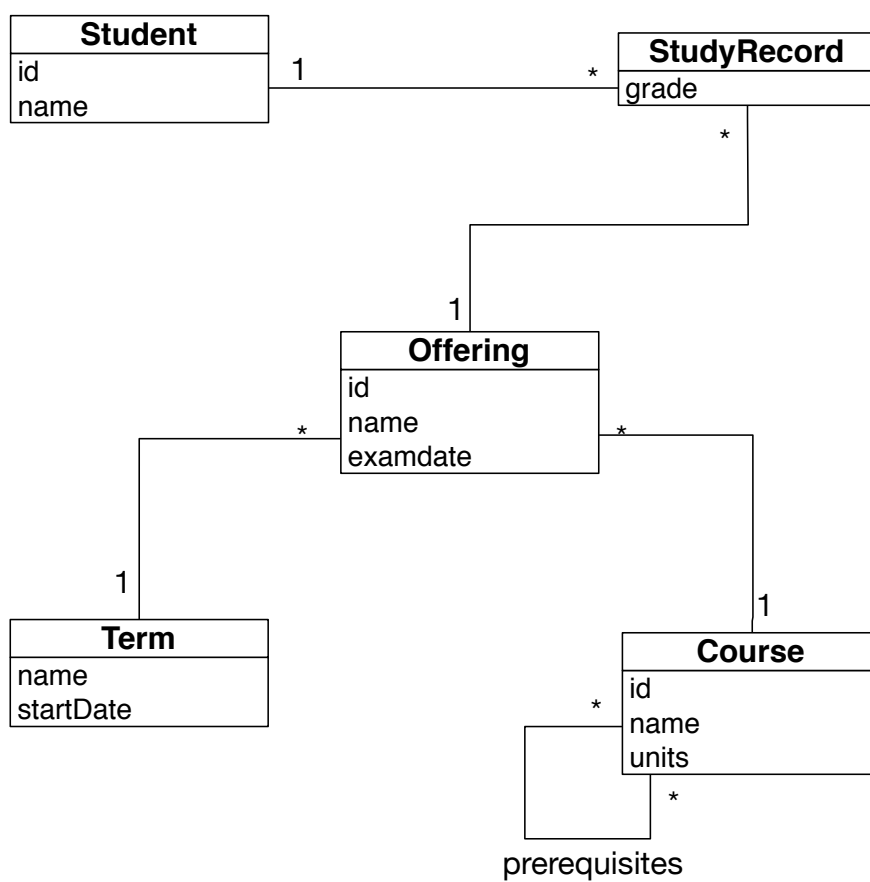 Student
id
name
1
*
StudyRecord
grade
*
1
Offering
id
name
examdate
*
*
1
Term
name
startDate
1
Course
id
name
units
*
*
prerequisites